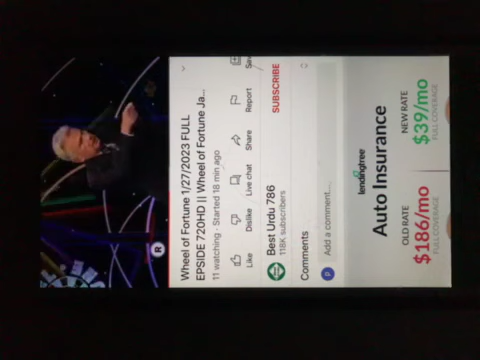 Wheel of Fortune 1/27/2023 FULL
EPSIDE 720HD || Wheel of Fortune Ja...
11 watching · Started 18 min ago
Like
Dislike
Live chat
Share
Report
Best Urdu 786
118K subscribers
SUBSCRIBE
Comments
P
Add a comment...
lendingtree
Auto Insurance
OLD RATE
$186/mo
FULL COVERAGE
NEW RATE
$39/mo
FULL COVERAGE
R